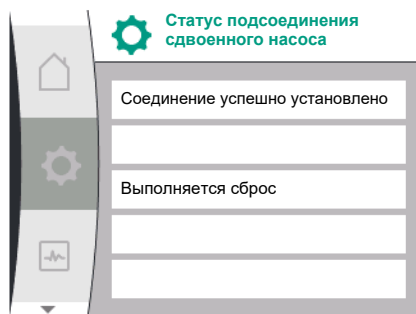 Статус подсоединения
сдвоенного насоса
Соединение успешно установлено
Выполняется сброс